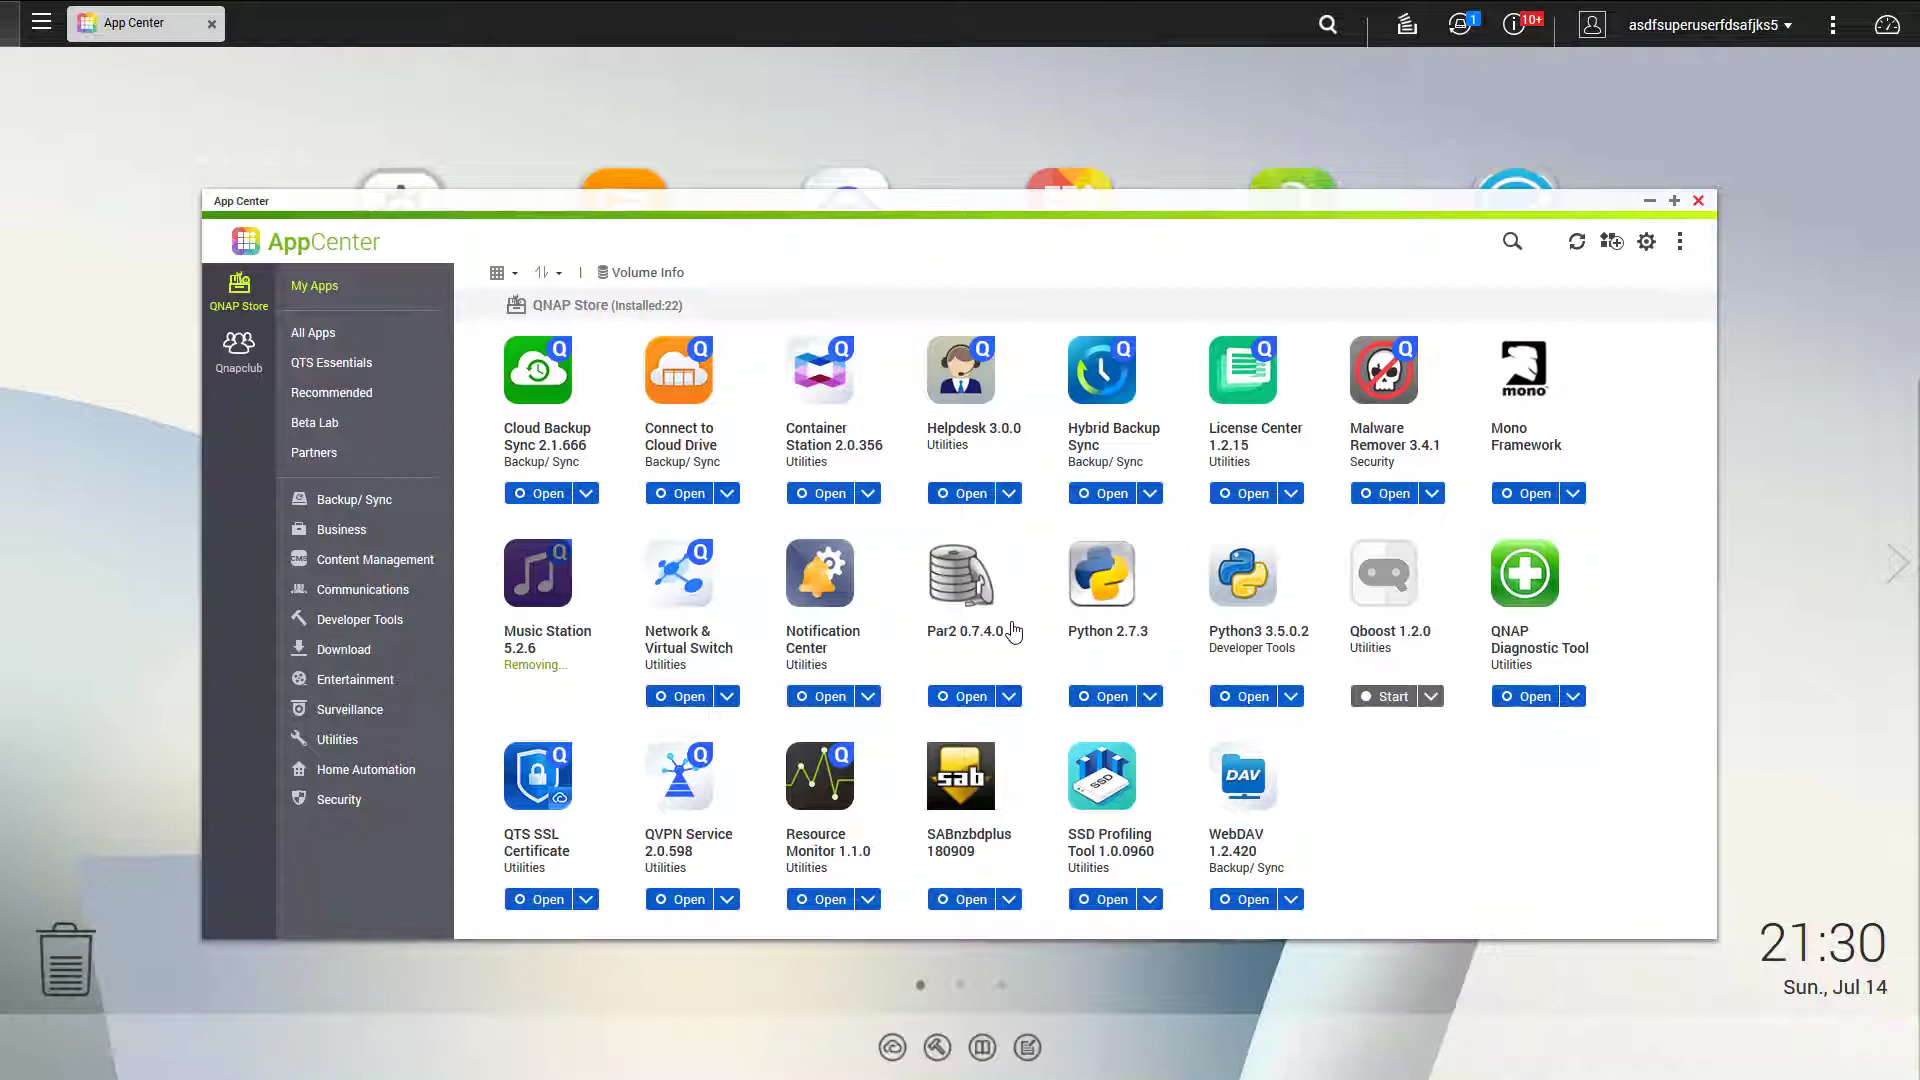 App Center
1
10+
asdfsuperuserfdsafjks5
App Center
AppCenter
QNAP Store
Qnapclub
My Apps
All Apps
QTS Essentials
Recommended
Beta Lab
Partners
Backup/ Sync
Business
CMS
Content Management
Communications
Developer Tools
Download
Entertainment
Surveillance
Utilities
Home Automation
Security
Volume Info
QNAP Store (Installed:22)
Q
Q
Q
Q
Q
Q
Q
mono
Cloud Backup
Sync 2.1.666
Backup/ Sync
Open
Connect to
Cloud Drive
Backup/ Sync
Open
Container
Station 2.0.356
Utilities
Open
Helpdesk 3.0.0
Utilities
Open
Hybrid Backup
Sync
Backup/ Sync
Open
License Center
1.2.15
Utilities
Open
Malware
Remover 3.4.1
Security
Open
Mono
Framework
Open
Q
Q
Music Station
5.2.6
Removing...
Network &
Virtual Switch
Utilities
Open
Notification
Center
Utilities
Open
Par2 0.7.4.0
Open
Python 2.7.3
Open
Python3 3.5.0.2
Developer Tools
Open
Qboost 1.2.0
Utilities
Start
QNAP
Diagnostic Tool
Utilities
Open
Q
Q
Q
sab
SSD
DAV
QTS SSL
Certificate
Utilities
Open
QVPN Service
2.0.598
Utilities
Open
Resource
Monitor 1.1.0
Utilities
Open
SABnzbdplus
180909
Open
SSD Profiling
Tool 1.0.0960
Utilities
Open
WebDAV
1.2.420
Backup/ Sync
Open
21:30
Sun., Jul 14